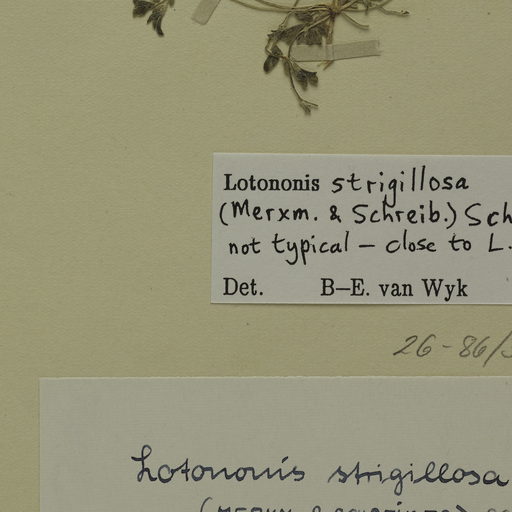 Lotononis strigillosa
(Merxm. & Schreib.) Sch
not typical – close to L.
Det. B–E. van Wyk
26-86/
Lotononis strigillosa